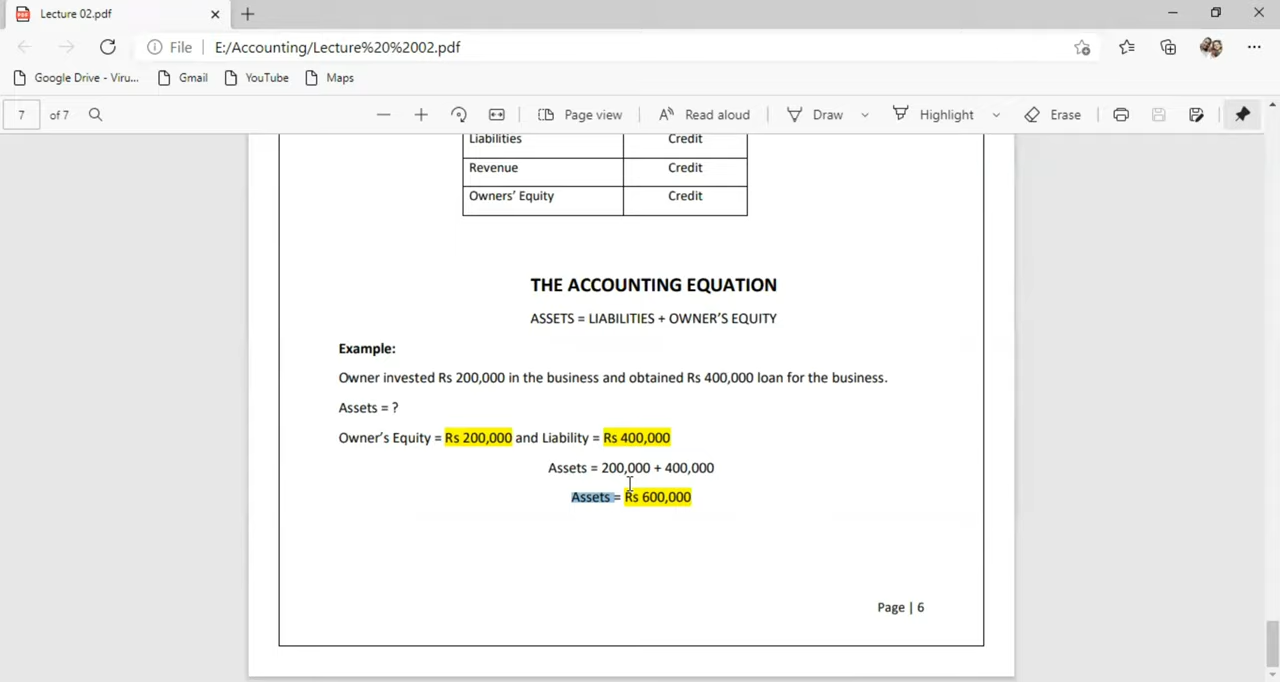 Lecture 02.pdf
File
E:/Accounting/Lecture%20%2002.pdf
Google Drive - Viru... Gmail YouTube Maps
7 of 7 Page view Read aloud Draw Highlight Erase
Liabilities Credit
Revenue Credit
Owners' Equity Credit
THE ACCOUNTING EQUATION
ASSETS = LIABILITIES + OWNER'S EQUITY
Example:
Owner invested Rs 200,000 in the business and obtained Rs 400,000 loan for the business.
Assets = ?
Owner's Equity = Rs 200,000 and Liability = Rs 400,000
Assets = 200,000 + 400,000
Assets = Rs 600,000
Page | 6